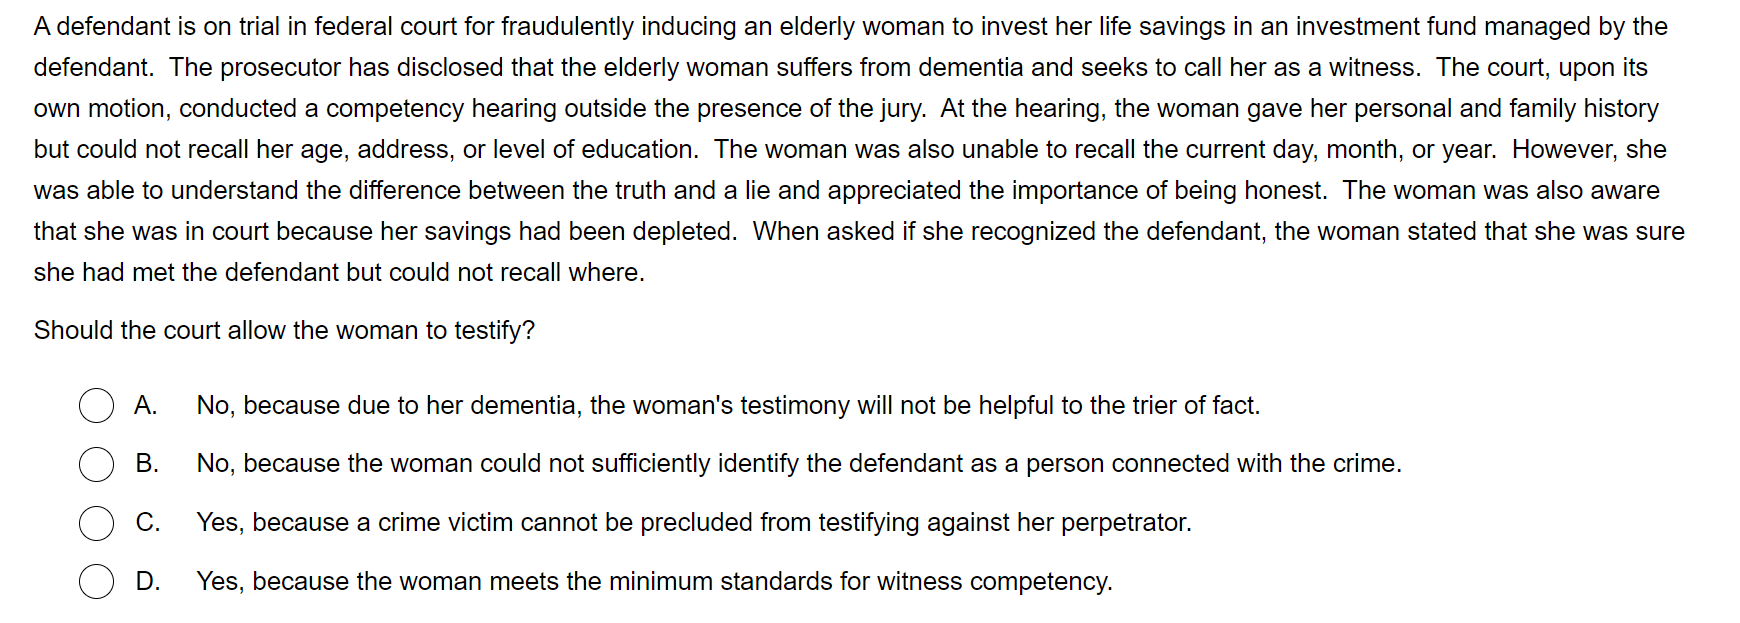 A defendant is on trial in federal court for fraudulently inducing an elderly woman to invest her life savings in an investment fund managed by the
defendant.  The prosecutor has disclosed that the elderly woman suffers from dementia and seeks to call her as a witness.  The court, upon its
own motion, conducted a competency hearing outside the presence of the jury.  At the hearing, the woman gave her personal and family history
but could not recall her age, address, or level of education.  The woman was also unable to recall the current day, month, or year.  However, she
was able to understand the difference between the truth and a lie and appreciated the importance of being honest.  The woman was also aware
that she was in court because her savings had been depleted.  When asked if she recognized the defendant, the woman stated that she was sure
she had met the defendant but could not recall where.
Should the court allow the woman to testify?
A. No, because due to her dementia, the woman's testimony will not be helpful to the trier of fact.
B. No, because the woman could not sufficiently identify the defendant as a person connected with the crime.
C. Yes, because a crime victim cannot be precluded from testifying against her perpetrator.
D. Yes, because the woman meets the minimum standards for witness competency.